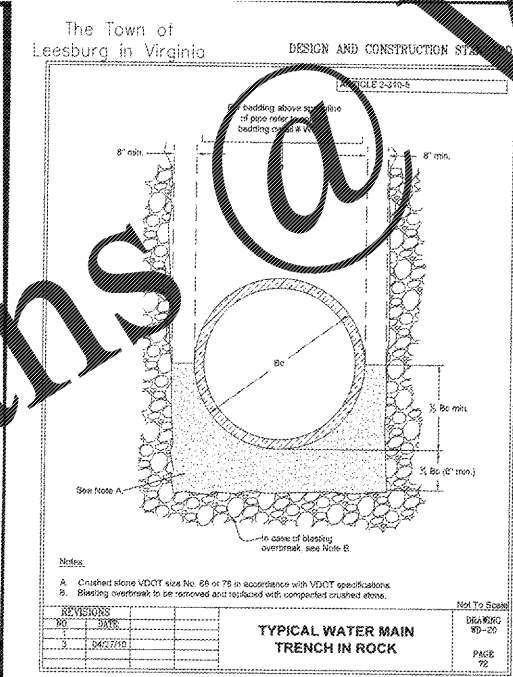 The Town of
Leesburg in Virginia
DESIGN AND CONSTRUCTION
ARTICLE 2-310-5
bedding above
of pipe refer
bedding detail #
8" min.
8" min.
Bc
Bc min.
Bc (6" min.)
See Note A
In case of blasting
overbreak, see Note B
Notes:
A. Crushed stone VDOT size No. 68 or 78 in accordance with VDOT specifications.
B. Blasting overbreak to be removed and replaced with compacted crushed stone.
Not To Scale
REVISIONS
NO. DATE
1
3 04/27/10
TYPICAL WATER MAIN
TRENCH IN ROCK
DRAWING
WD-20
PAGE
72
ns @